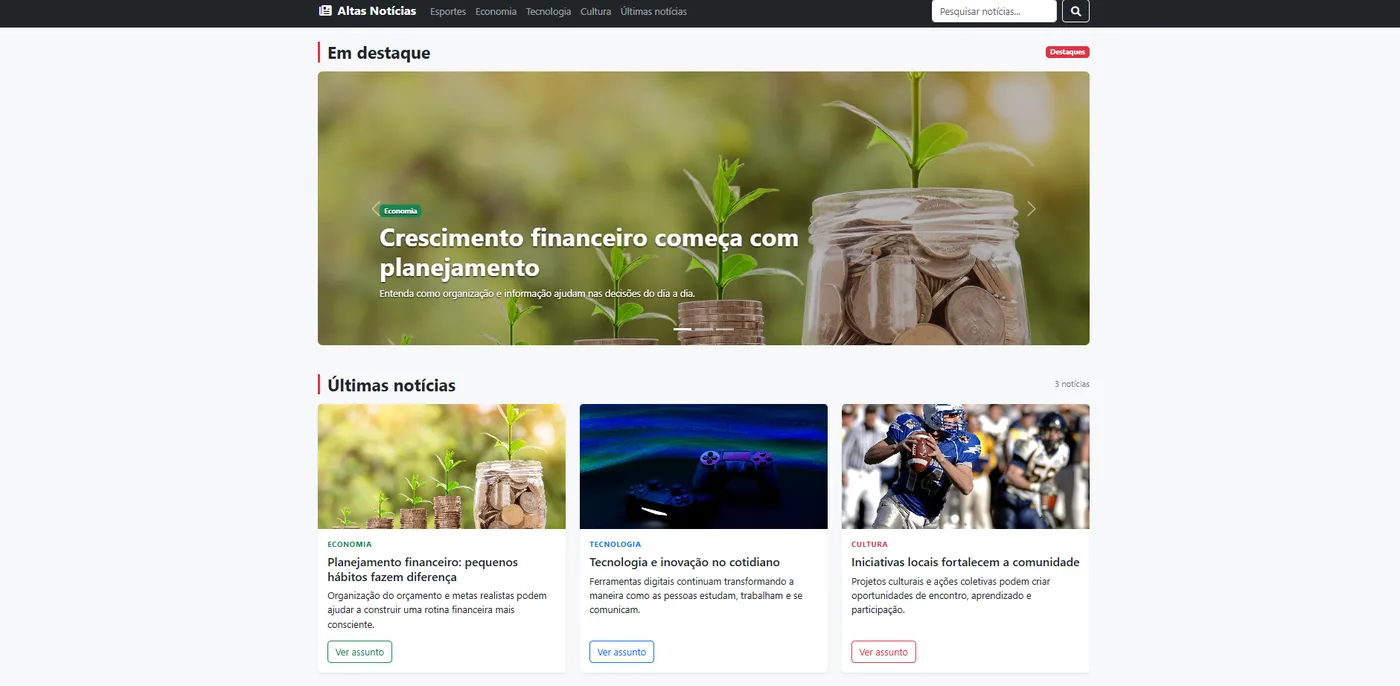 Altas Notícias Esportes Economia Tecnologia Cultura Últimas notícias Pesquisar notícias...
Em destaque Destaques
Economia
Crescimento financeiro começa com
planejamento
Entenda como organização e informação ajudam nas decisões do dia a dia.
Últimas notícias 3 notícias
ECONOMIA
Planejamento financeiro: pequenos
hábitos fazem diferença
Organização do orçamento e metas realistas podem
ajudar a construir uma rotina financeira mais
consciente.
Ver assunto
TECNOLOGIA
Tecnologia e inovação no cotidiano
Ferramentas digitais continuam transformando a
maneira como as pessoas estudam, trabalham e se
comunicam.
Ver assunto
14
52
CULTURA
Iniciativas locais fortalecem a comunidade
Projetos culturais e ações coletivas podem criar
oportunidades de encontro, aprendizado e
participação.
Ver assunto